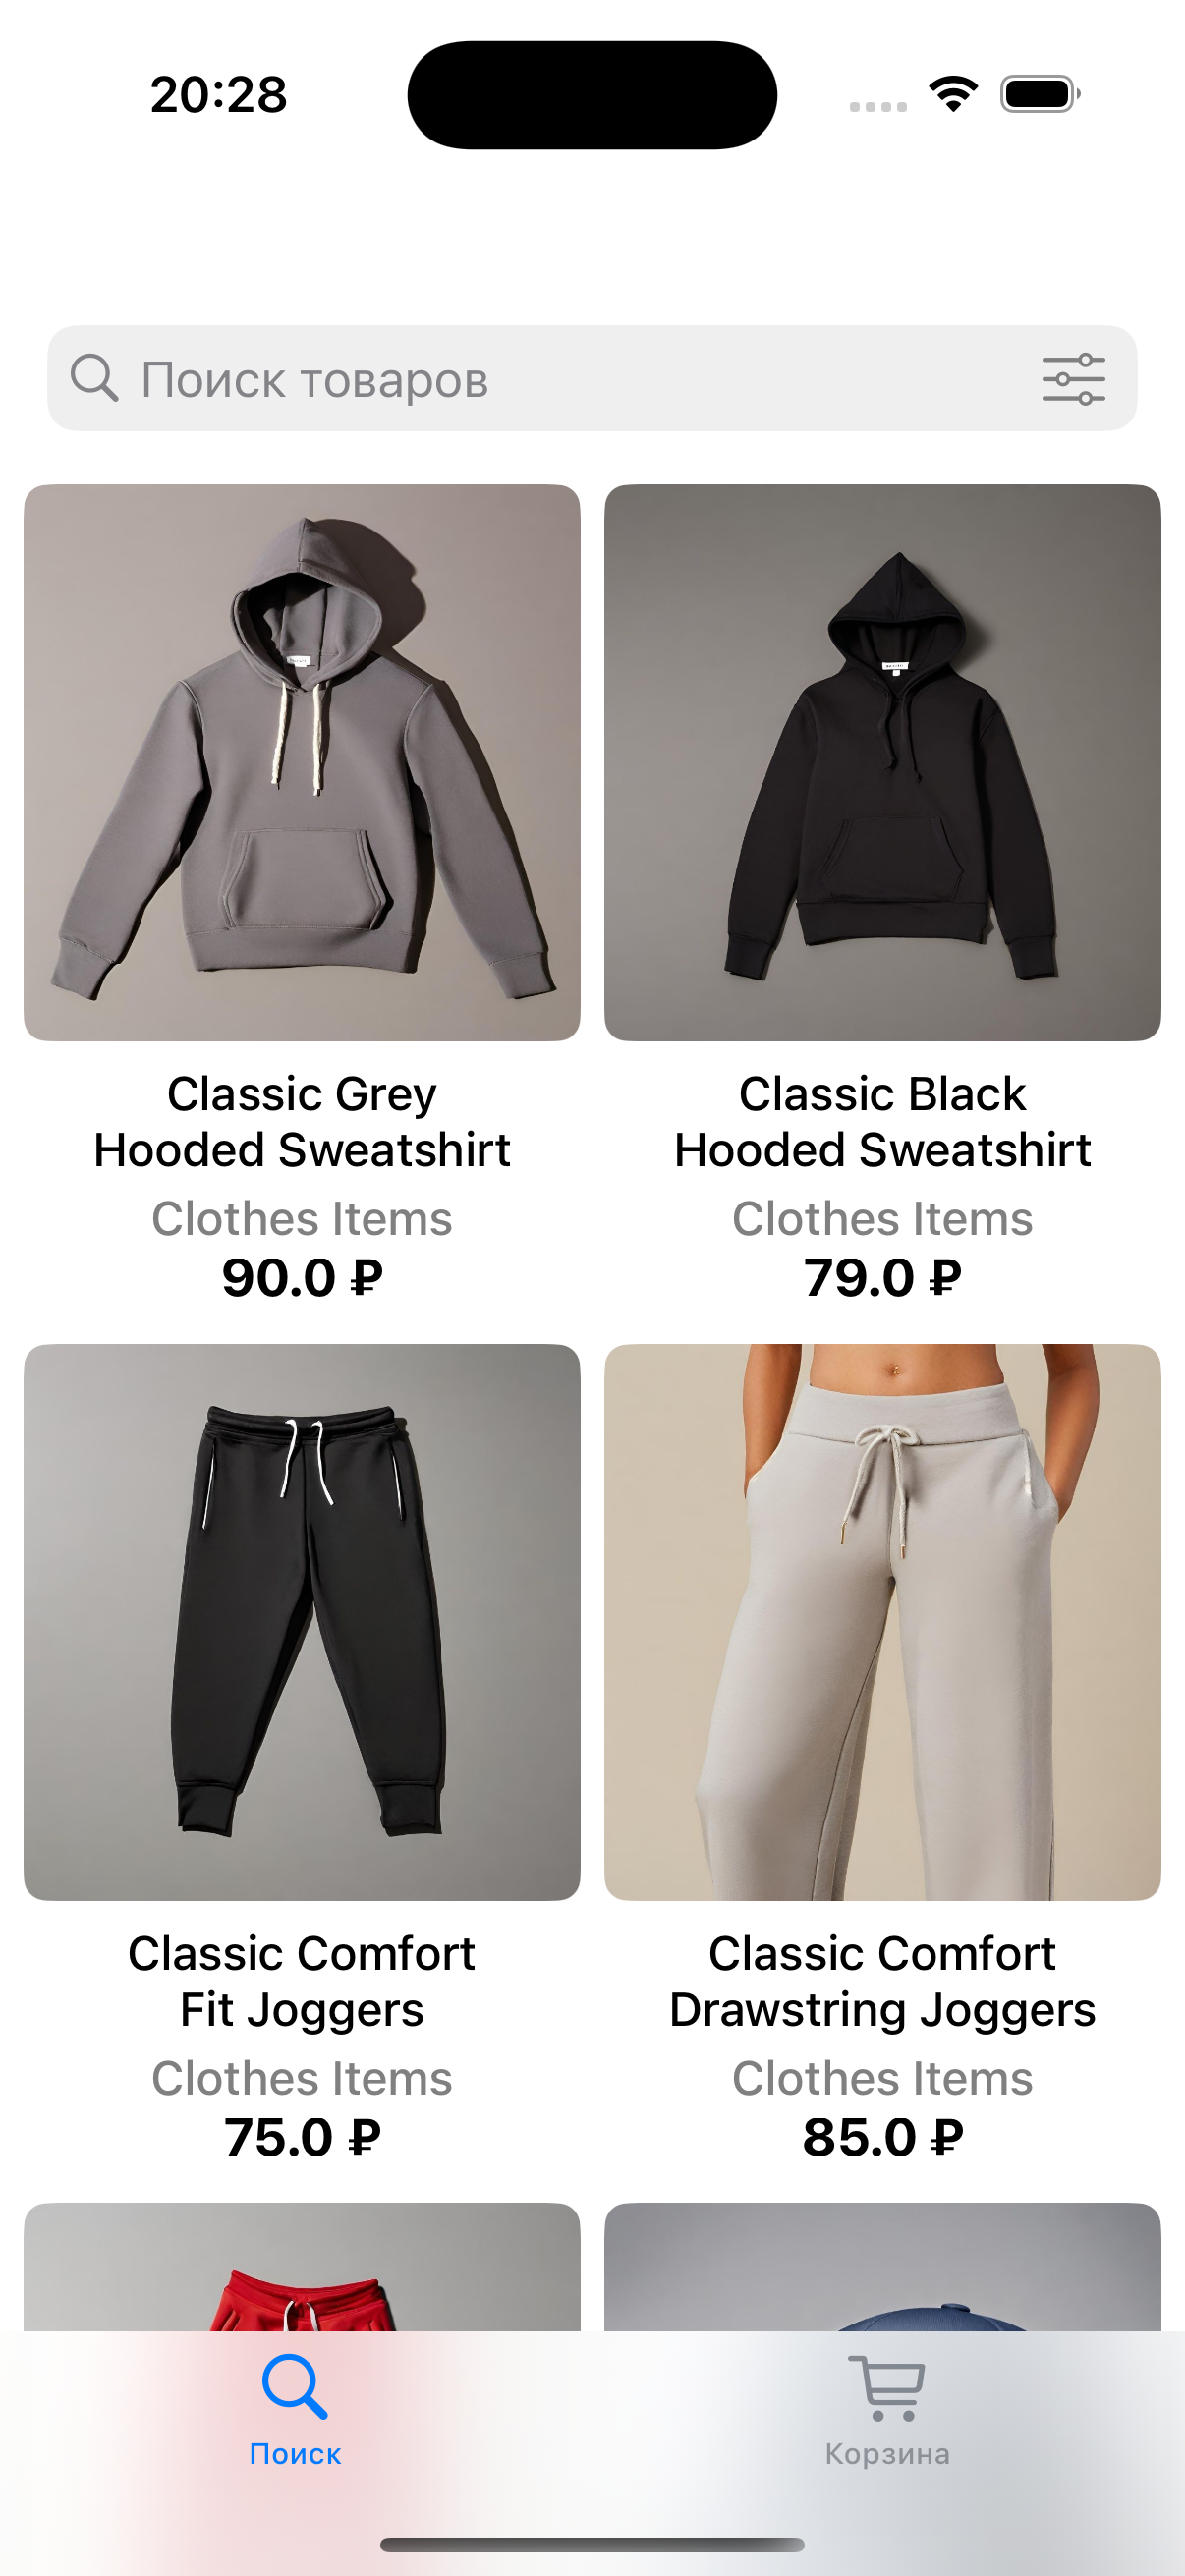 20:28
Поиск товаров
Classic Grey
Hooded Sweatshirt
Clothes Items
90.0 ₽
Classic Black
Hooded Sweatshirt
Clothes Items
79.0 ₽
Classic Comfort
Fit Joggers
Clothes Items
75.0 ₽
Classic Comfort
Drawstring Joggers
Clothes Items
85.0 ₽
Поиск
Корзина